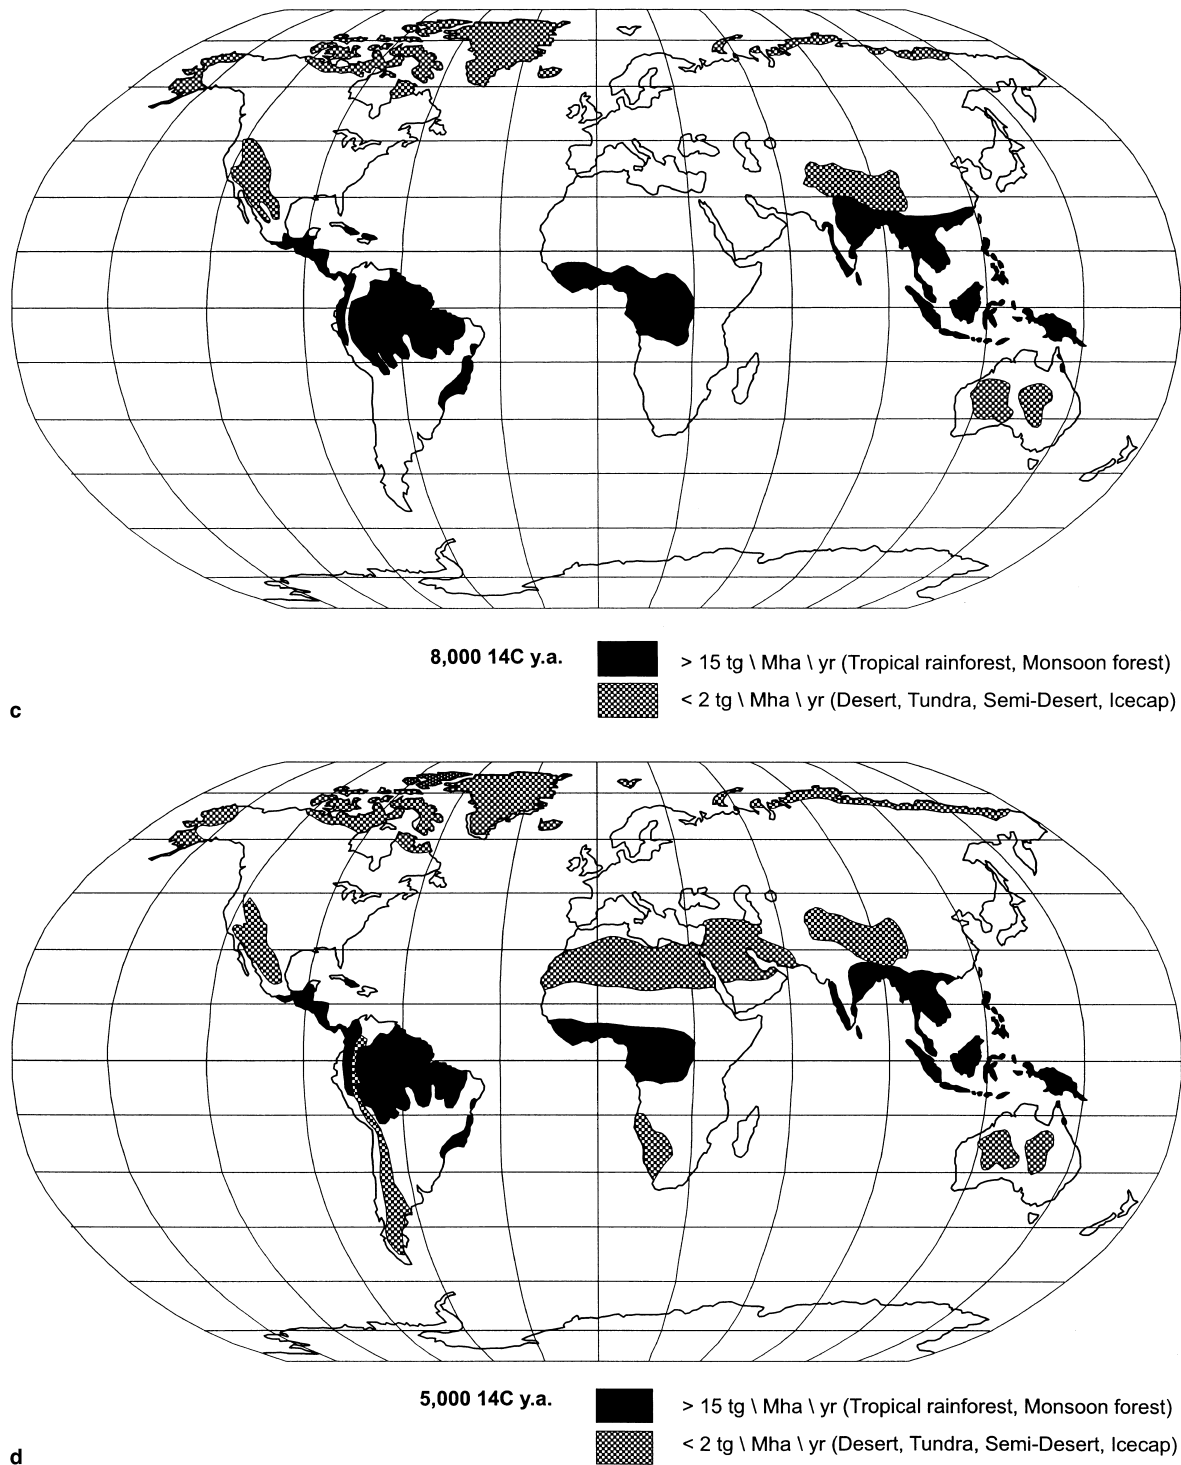 8,000 14C y.a.
> 15 tg \ Mha \ yr (Tropical rainforest, Monsoon forest)
< 2 tg \ Mha \ yr (Desert, Tundra, Semi-Desert, Icecap)
c
5,000 14C y.a.
> 15 tg \ Mha \ yr (Tropical rainforest, Monsoon forest)
< 2 tg \ Mha \ yr (Desert, Tundra, Semi-Desert, Icecap)
d